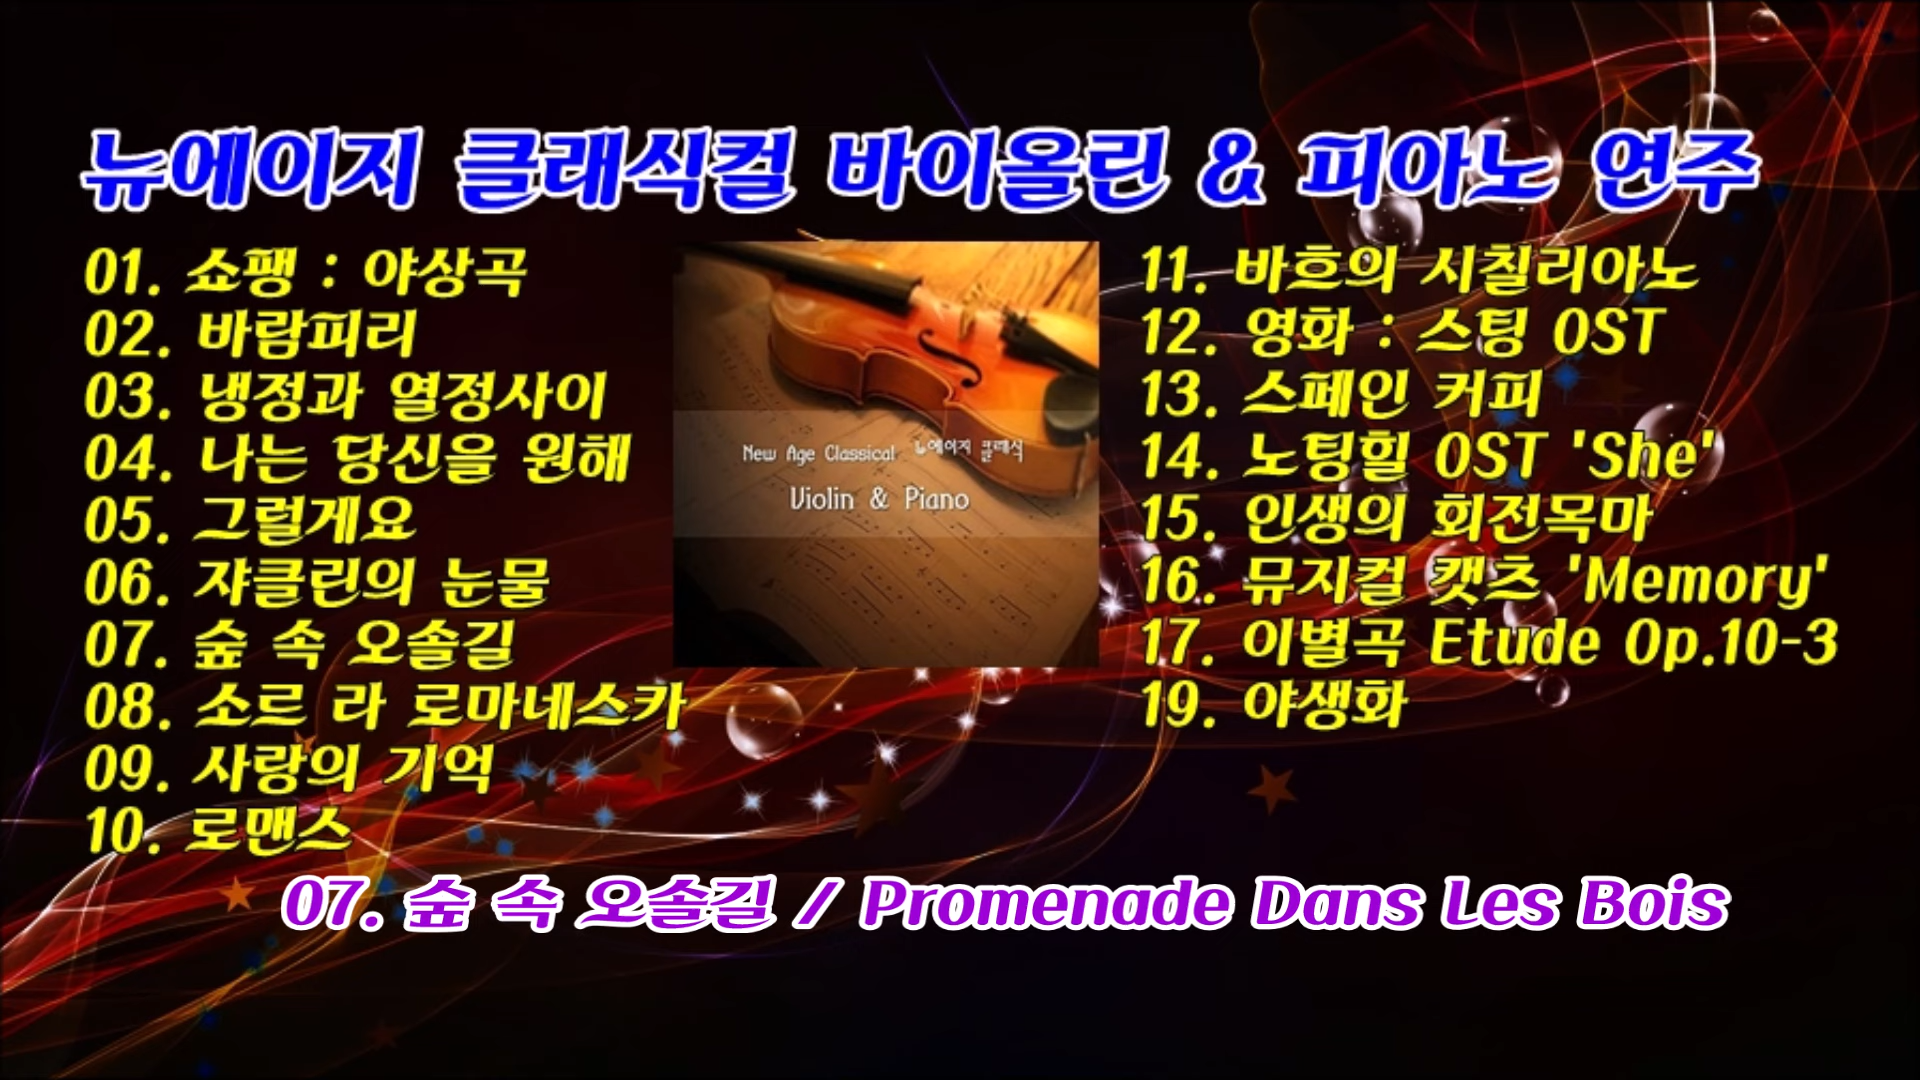 뉴에이지 클래식컬 바이올린 & 피아노 연주
01. 쇼팽 : 야상곡
02. 바람피리
03. 냉정과 열정사이
04. 나는 당신을 원해
05. 그럴게요
06. 쟈클린의 눈물
07. 숲 속 오솔길
08. 소르 라 로마네스카
09. 사랑의 기억
10. 로맨스
New Age Classical 뉴에이지 클래식
Violin & Piano
11. 바흐의 시칠리아노
12. 영화 : 스팅 OST
13. 스페인 커피
14. 노팅힐 OST 'She'
15. 인생의 회전목마
16. 뮤지컬 캣츠 'Memory'
17. 이별곡 Etude Op.10-3
19. 야생화
07. 숲 속 오솔길 / Promenade Dans Les Bois